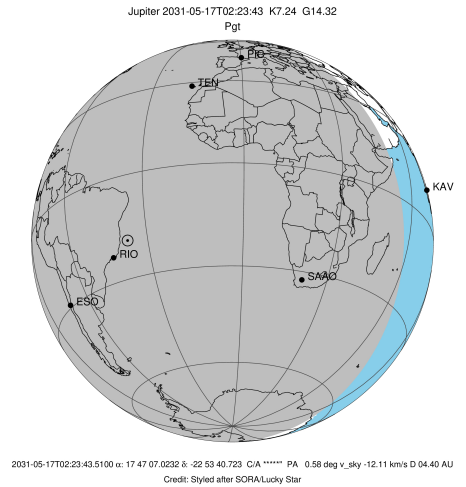 Jupiter 2031-05-17T02:23:43 K7.24 G14.32
Pgt
PIC
TEN
KAV
RIO
SAAO
ESO
2031-05-17T02:23:43.5100 α: 17 47 07.0232 δ: -22 53 40.723 C/A *****" PA 0.58 deg v_sky -12.11 km/s D 04.40 AU
Credit: Styled after SORA/Lucky Star